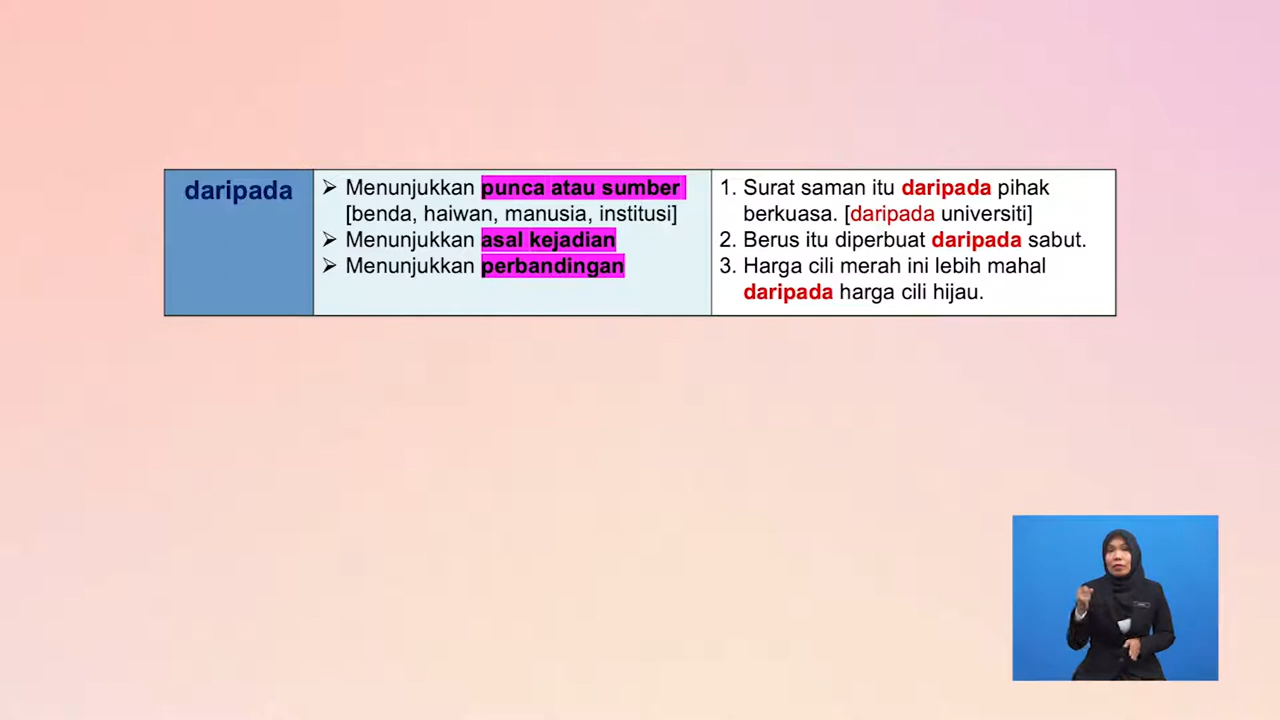 daripada
➢ Menunjukkan punca atau sumber
[benda, haiwan, manusia, institusi]
➢ Menunjukkan asal kejadian
➢ Menunjukkan perbandingan
1. Surat saman itu daripada pihak
berkuasa. [daripada universiti]
2. Berus itu diperbuat daripada sabut.
3. Harga cili merah ini lebih mahal
daripada harga cili hijau.